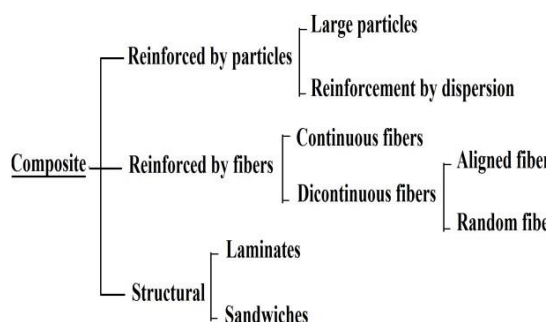 Composite
Reinforced by particles
Large particles
Reinforcement by dispersion
Reinforced by fibers
Continuous fibers
Dicontinuous fibers
Aligned fiber
Random fibe
Structural
Laminates
Sandwiches